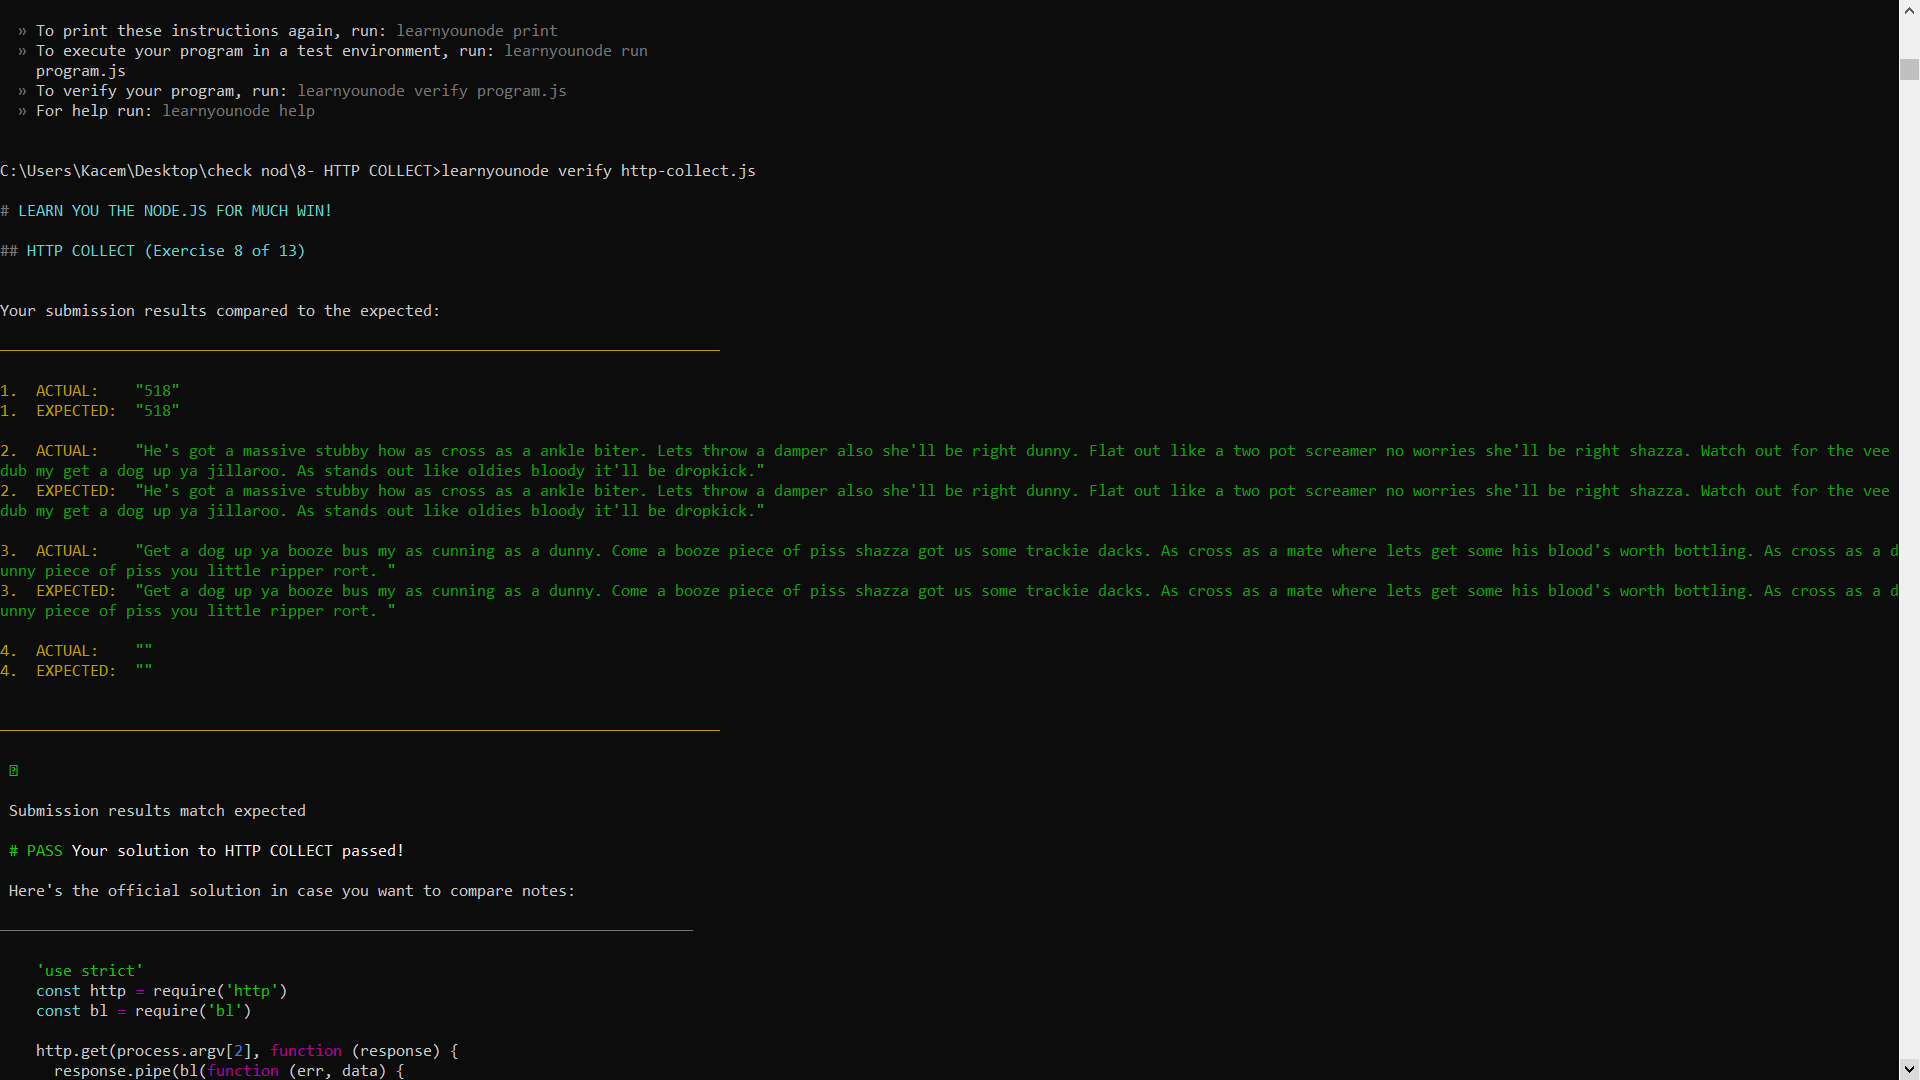 » To print these instructions again, run: learnyounode print
» To execute your program in a test environment, run: learnyounode run
program.js
» To verify your program, run: learnyounode verify program.js
» For help run: learnyounode help
C:\Users\Kacem\Desktop\check nod\8- HTTP COLLECT>learnyounode verify http-collect.js
# LEARN YOU THE NODE.JS FOR MUCH WIN!
## HTTP COLLECT (Exercise 8 of 13)
Your submission results compared to the expected:
1. ACTUAL: "518"
1. EXPECTED: "518"
2. ACTUAL: "He's got a massive stubby how as cross as a ankle biter. Lets throw a damper also she'll be right dunny. Flat out like a two pot screamer no worries she'll be right shazza. Watch out for the vee
dub my get a dog up ya jillaroo. As stands out like oldies bloody it'll be dropkick."
2. EXPECTED: "He's got a massive stubby how as cross as a ankle biter. Lets throw a damper also she'll be right dunny. Flat out like a two pot screamer no worries she'll be right shazza. Watch out for the vee
dub my get a dog up ya jillaroo. As stands out like oldies bloody it'll be dropkick."
3. ACTUAL: "Get a dog up ya booze bus my as cunning as a dunny. Come a booze piece of piss shazza got us some trackie dacks. As cross as a mate where lets get some his blood's worth bottling. As cross as a d
unny piece of piss you little ripper rort. "
3. EXPECTED: "Get a dog up ya booze bus my as cunning as a dunny. Come a booze piece of piss shazza got us some trackie dacks. As cross as a mate where lets get some his blood's worth bottling. As cross as a d
unny piece of piss you little ripper rort. "
4. ACTUAL: ""
4. EXPECTED: ""
Submission results match expected
# PASS Your solution to HTTP COLLECT passed!
Here's the official solution in case you want to compare notes:
'use strict'
const http = require('http')
const bl = require('bl')
http.get(process.argv[2], function (response) {
response.pipe(bl(function (err, data) {